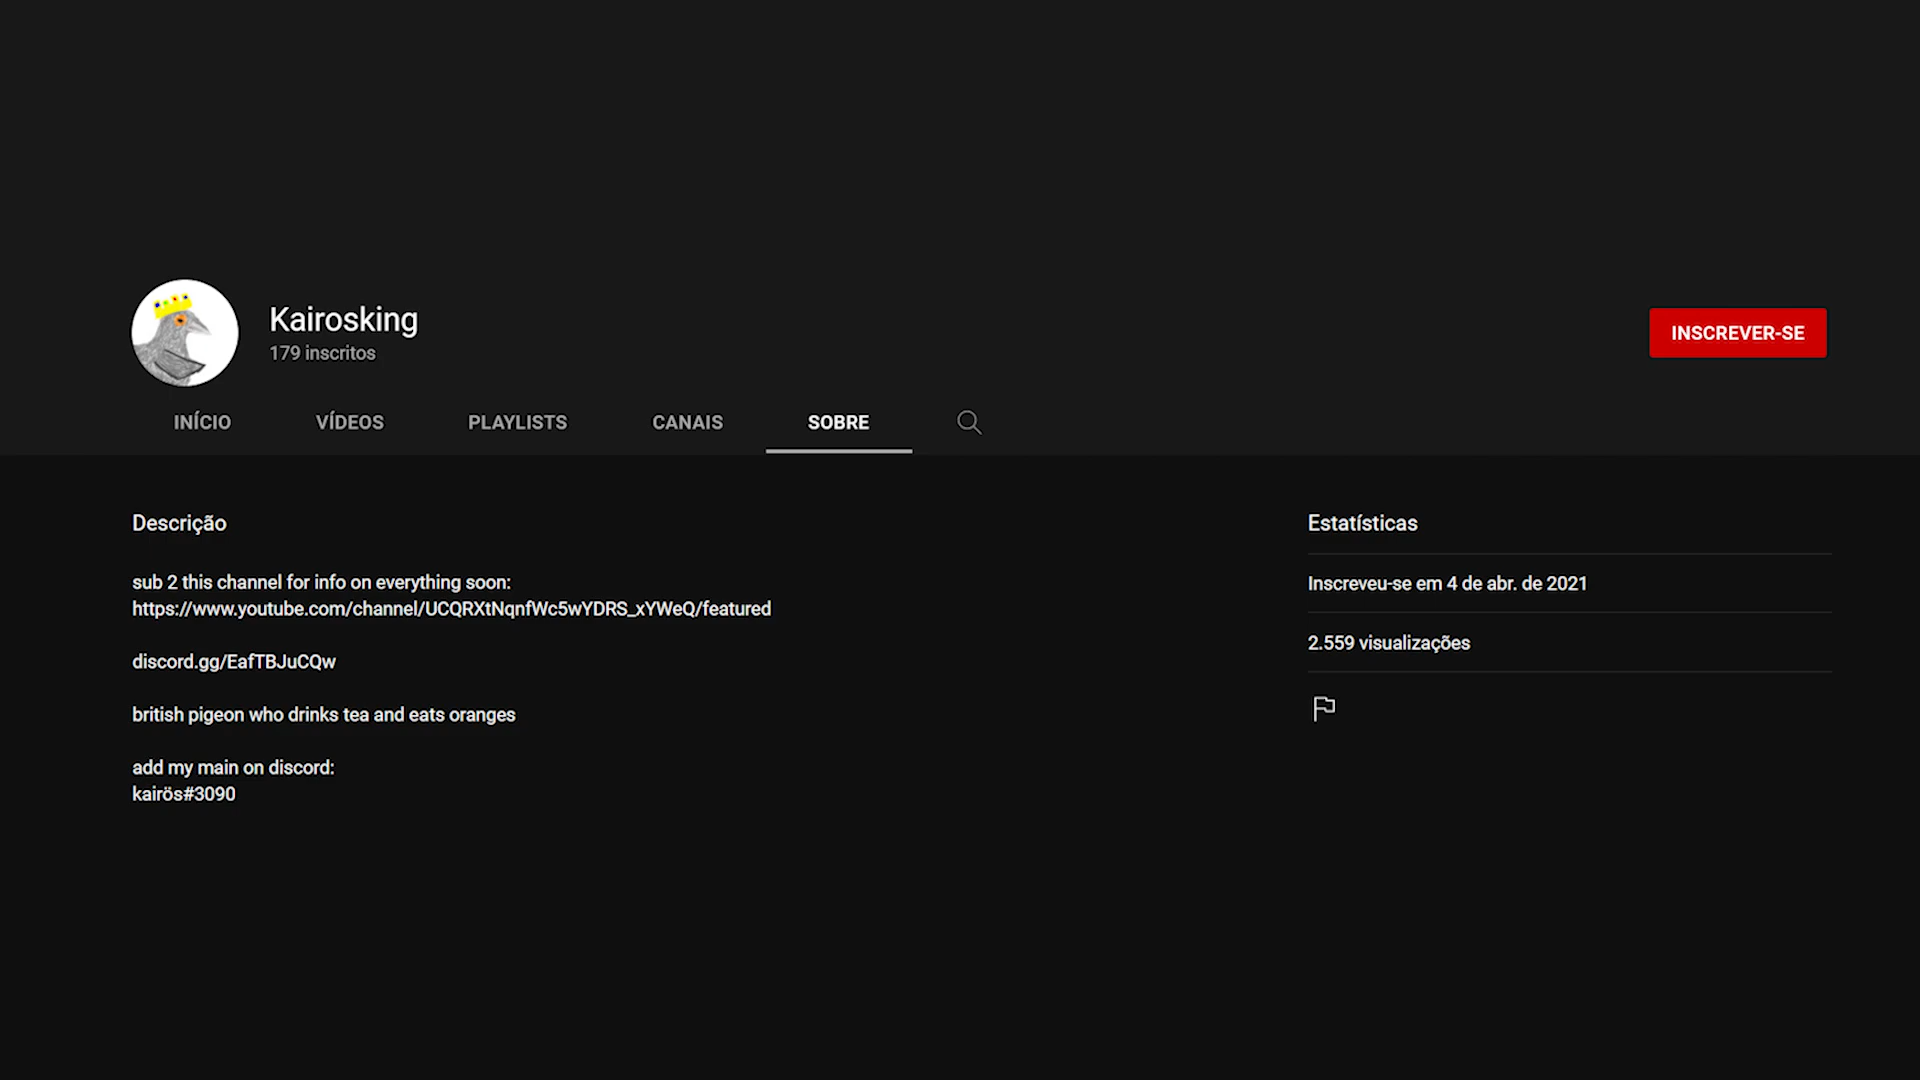 Kairosking
179 inscritos
INSCREVER-SE
INÍCIO VÍDEOS PLAYLISTS CANAIS SOBRE
Descrição
sub 2 this channel for info on everything soon:
https://www.youtube.com/channel/UCQRXtNqnfWc5wYDRS_xYWeQ/featured
discord.gg/EafTBJuCQw
british pigeon who drinks tea and eats oranges
add my main on discord:
kairös#3090
Estatísticas
Inscreveu-se em 4 de abr. de 2021
2.559 visualizações